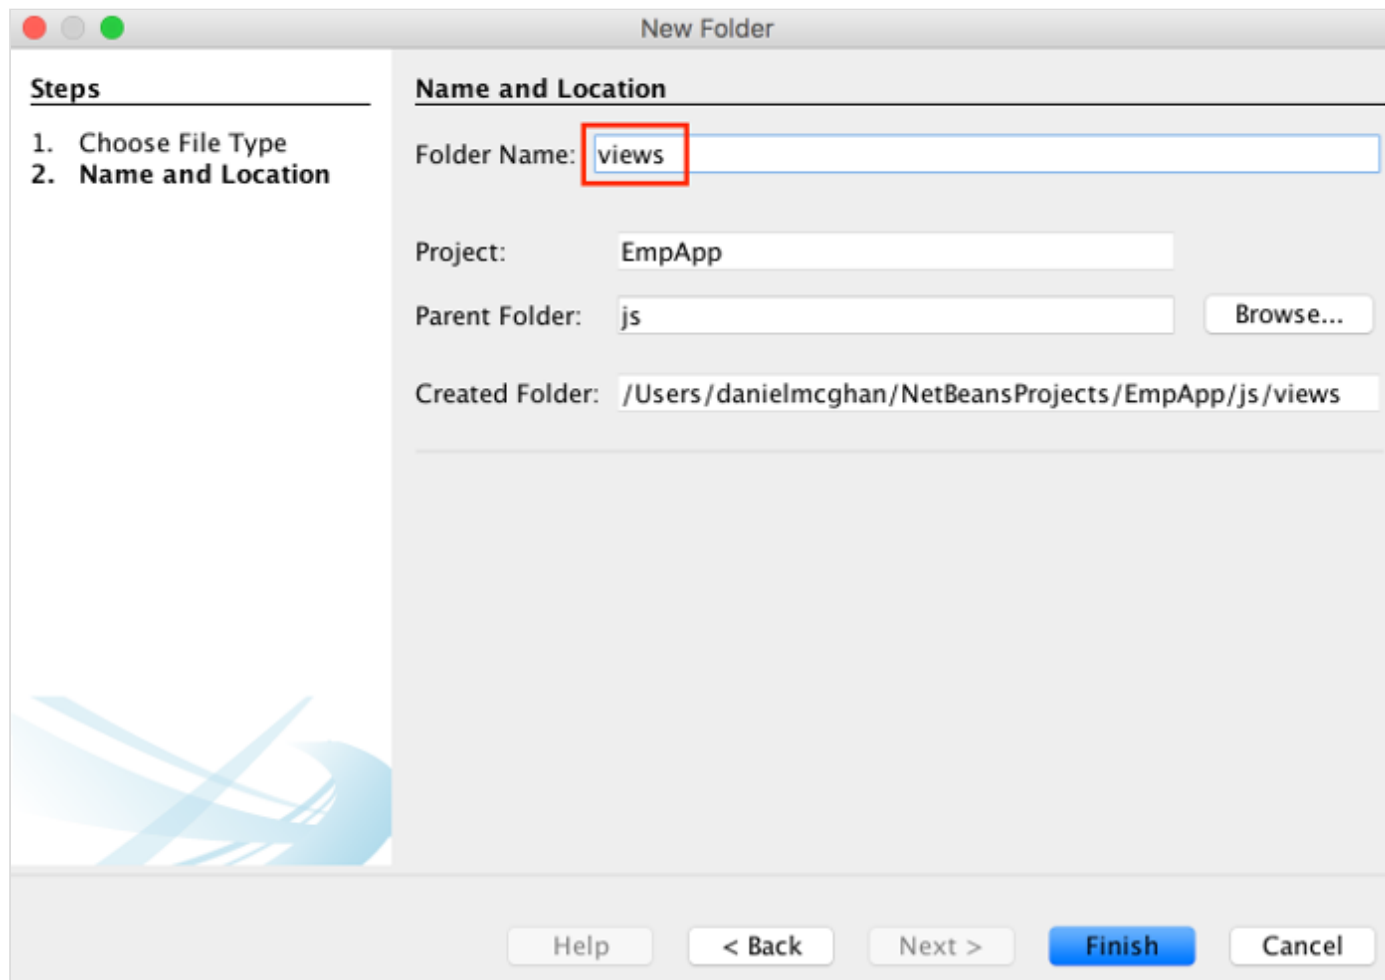 New Folder
Steps
1. Choose File Type
2. Name and Location
Name and Location
Folder Name: views
Project: EmpApp
Parent Folder: js Browse...
Created Folder: /Users/danielmcghan/NetBeansProjects/EmpApp/js/views
Help < Back Next > Finish Cancel